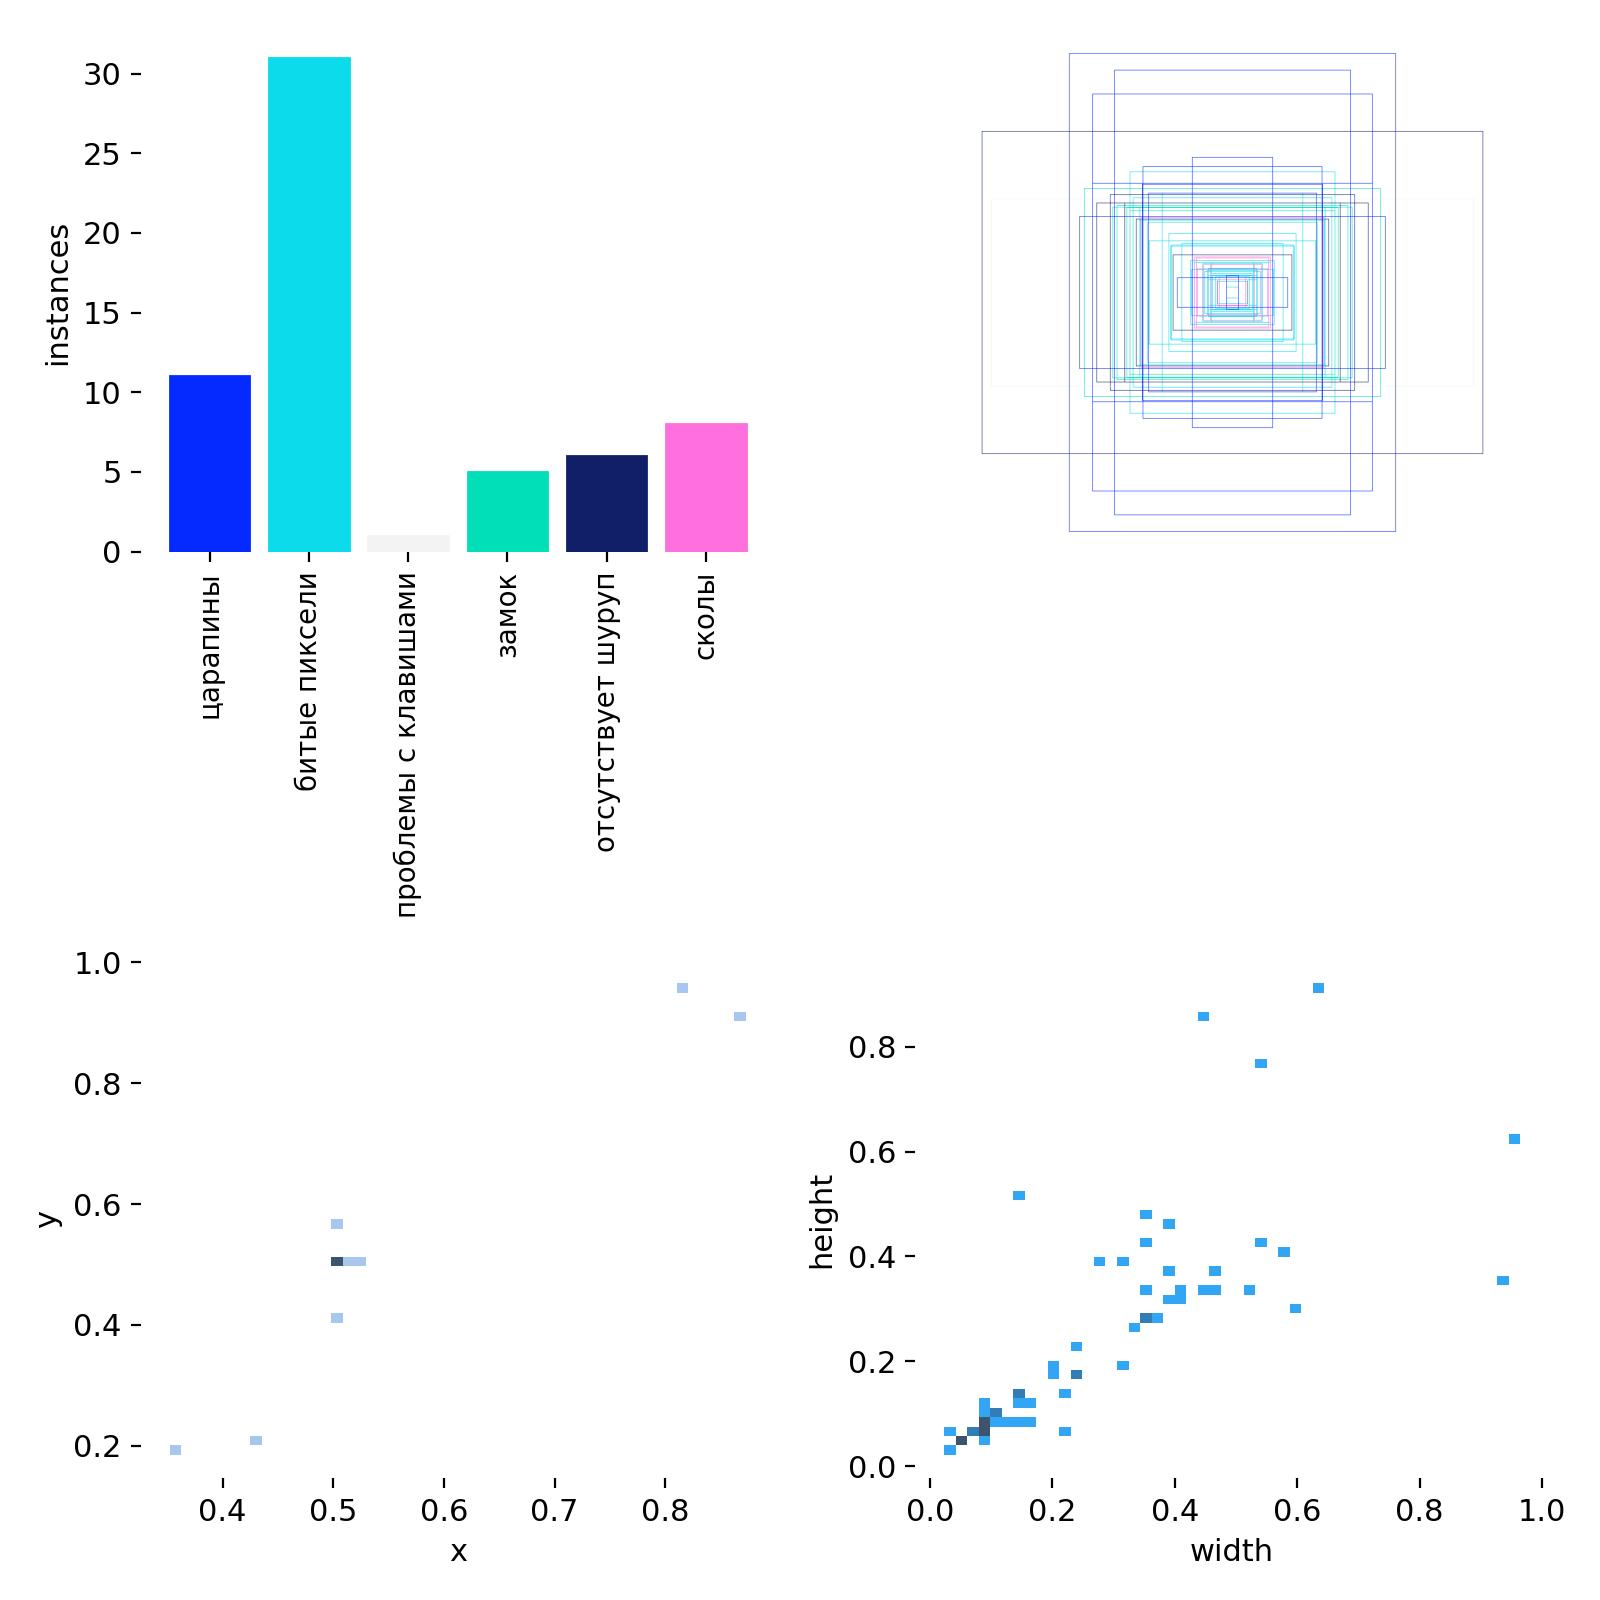 instances
30
25
20
15
10
5
0
царапины
битые пиксели
проблемы с клавишами
замок
отсутствует шуруп
сколы
y
1.0
0.8
0.6
0.4
0.2
0.4 0.5 0.6 0.7 0.8
x
height
0.8
0.6
0.4
0.2
0.0
0.0 0.2 0.4 0.6 0.8 1.0
width